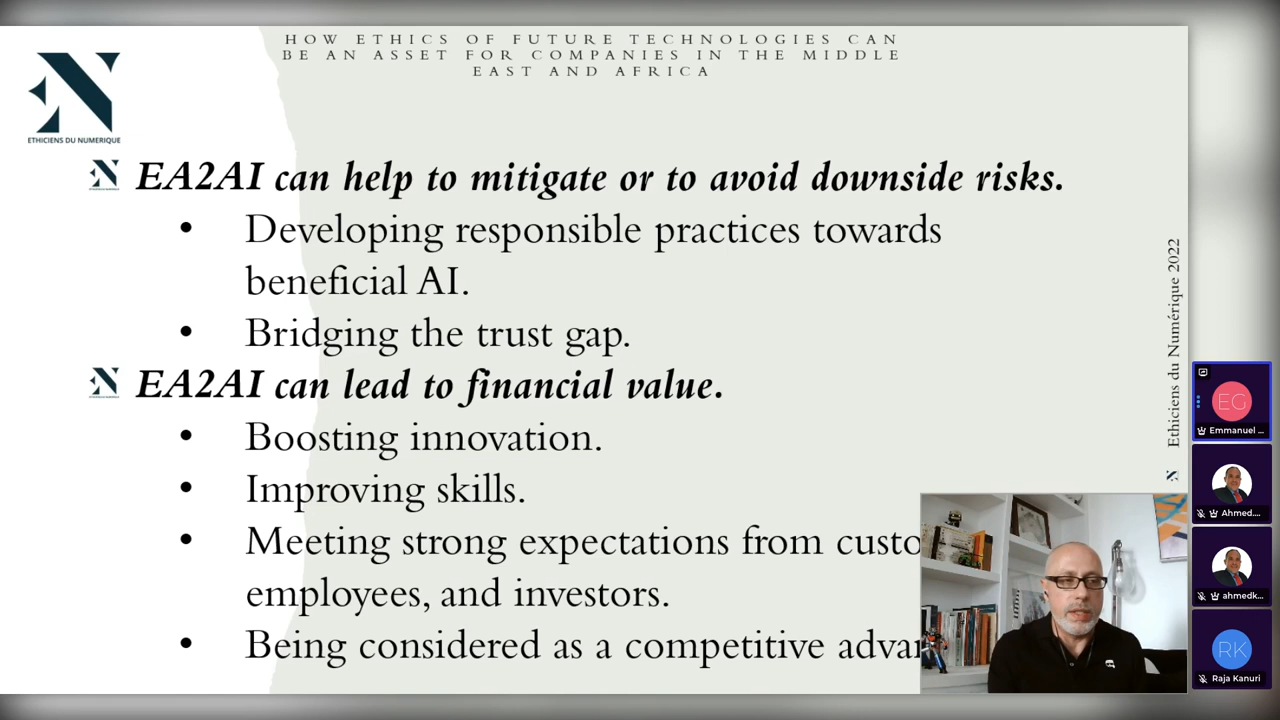 HOW ETHICS OF FUTURE TECHNOLOGIES CAN
BE AN ASSET FOR COMPANIES IN THE MIDDLE
EAST AND AFRICA
EN
ETHICIENS DU NUMERIQUE
EA2AI can help to mitigate or to avoid downside risks.
• Developing responsible practices towards
beneficial AI.
• Bridging the trust gap.
EA2AI can lead to financial value.
• Boosting innovation.
• Improving skills.
• Meeting strong expectations from custo
employees, and investors.
• Being considered as a competitive advan
Ethiciens du Numérique 2022
EG
Emmanuel ...
Ahmed....
ahmedk...
RK
Raja Kanuri